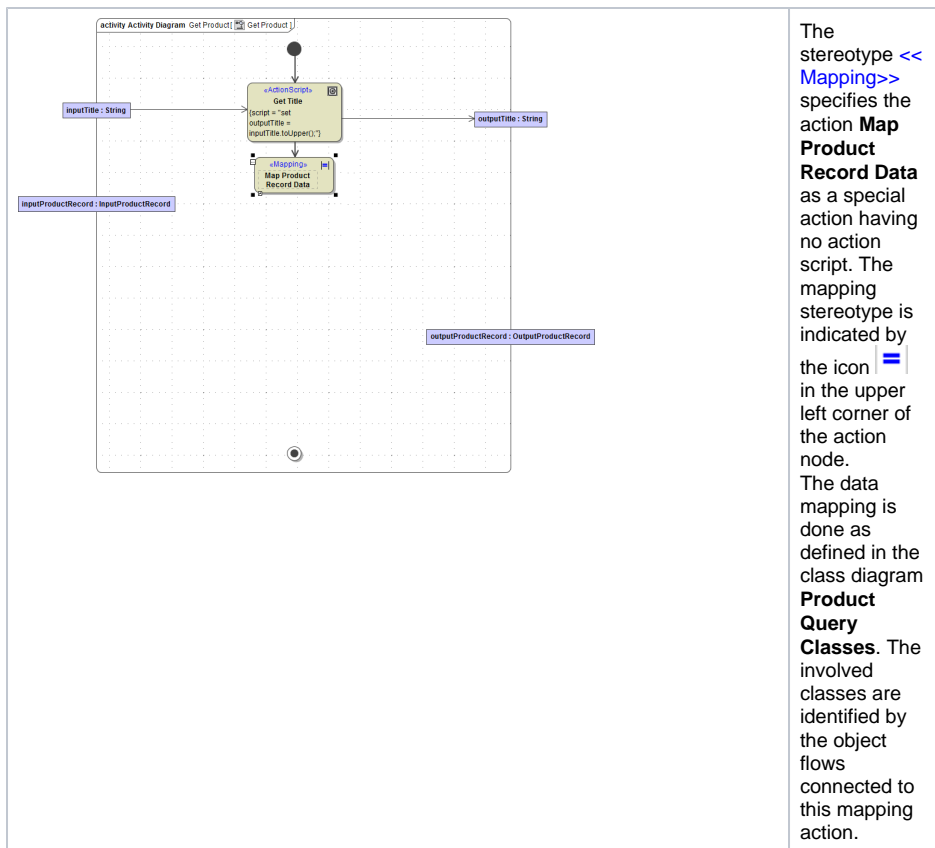 activity Activity Diagram Get Product[ Get Product ]
«ActionScript»
Get Title
{script = "set
outputTitle =
inputTitle.toUpper();"}
inputTitle : String
outputTitle : String
«Mapping»
Map Product
Record Data
inputProductRecord : InputProductRecord
outputProductRecord : OutputProductRecord
The
stereotype <<
Mapping>>
specifies the
action Map
Product
Record Data
as a special
action having
no action
script. The
mapping
stereotype is
indicated by
the icon
in the upper
left corner of
the action
node.
The data
mapping is
done as
defined in the
class diagram
Product
Query
Classes. The
involved
classes are
identified by
the object
flows
connected to
this mapping
action.